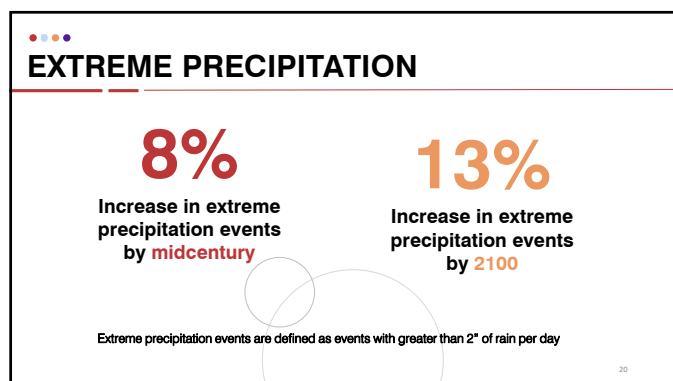 EXTREME PRECIPITATION
8%
Increase in extreme
precipitation events
by midcentury
13%
Increase in extreme
precipitation events
by 2100
Extreme precipitation events are defined as events with greater than 2" of rain per day
20